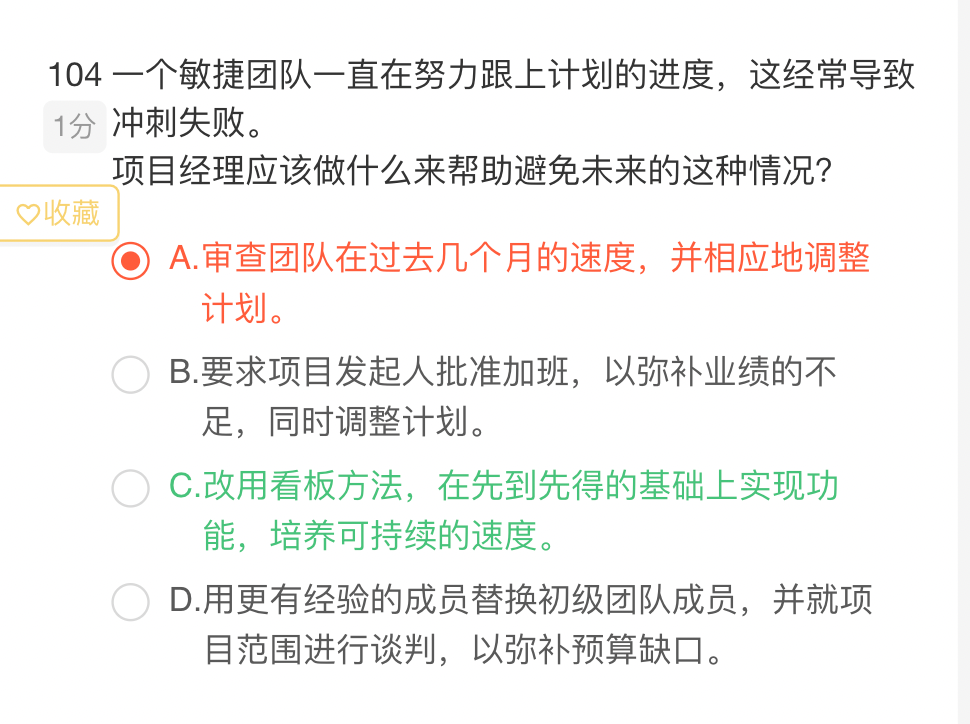 104 一个敏捷团队一直在努力跟上计划的进度，这经常导致
1分 冲刺失败。
项目经理应该做什么来帮助避免未来的这种情况？
♡收藏
A.审查团队在过去几个月的速度，并相应地调整
计划。
B.要求项目发起人批准加班，以弥补业绩的不
足，同时调整计划。
C.改用看板方法，在先到先得的基础上实现功
能，培养可持续的速度。
D.用更有经验的成员替换初级团队成员，并就项
目范围进行谈判，以弥补预算缺口。